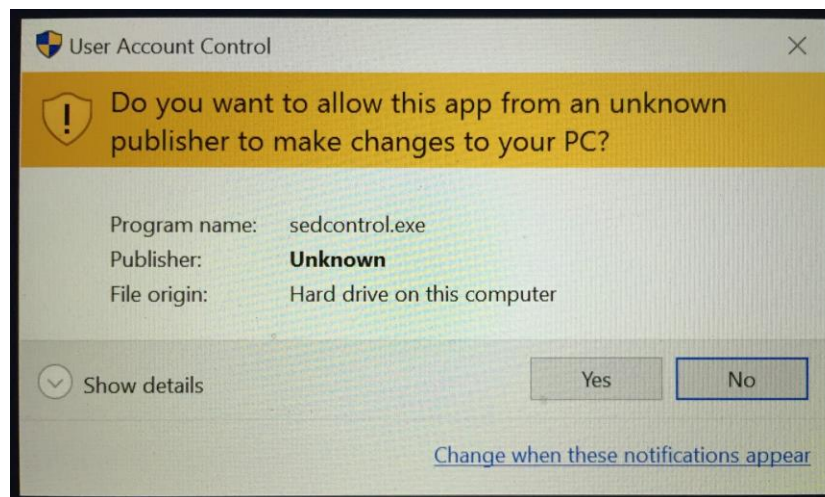 User Account Control
Do you want to allow this app from an unknown
publisher to make changes to your PC?
Program name: sedcontrol.exe
Publisher: Unknown
File origin: Hard drive on this computer
Show details
Yes
No
Change when these notifications appear